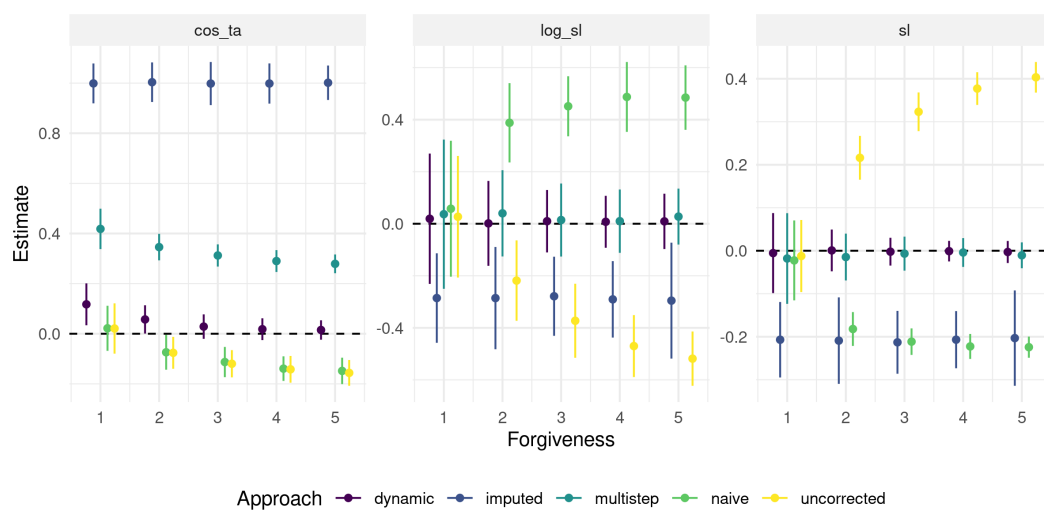 cos_ta log_sl sl
Estimate
0.8
0.4
0.0
0.4
0.0
-0.4
0.4
0.2
0.0
-0.2
1 2 3 4 5 1 2 3 4 5 1 2 3 4 5
Forgiveness
Approach dynamic imputed multistep naive uncorrected